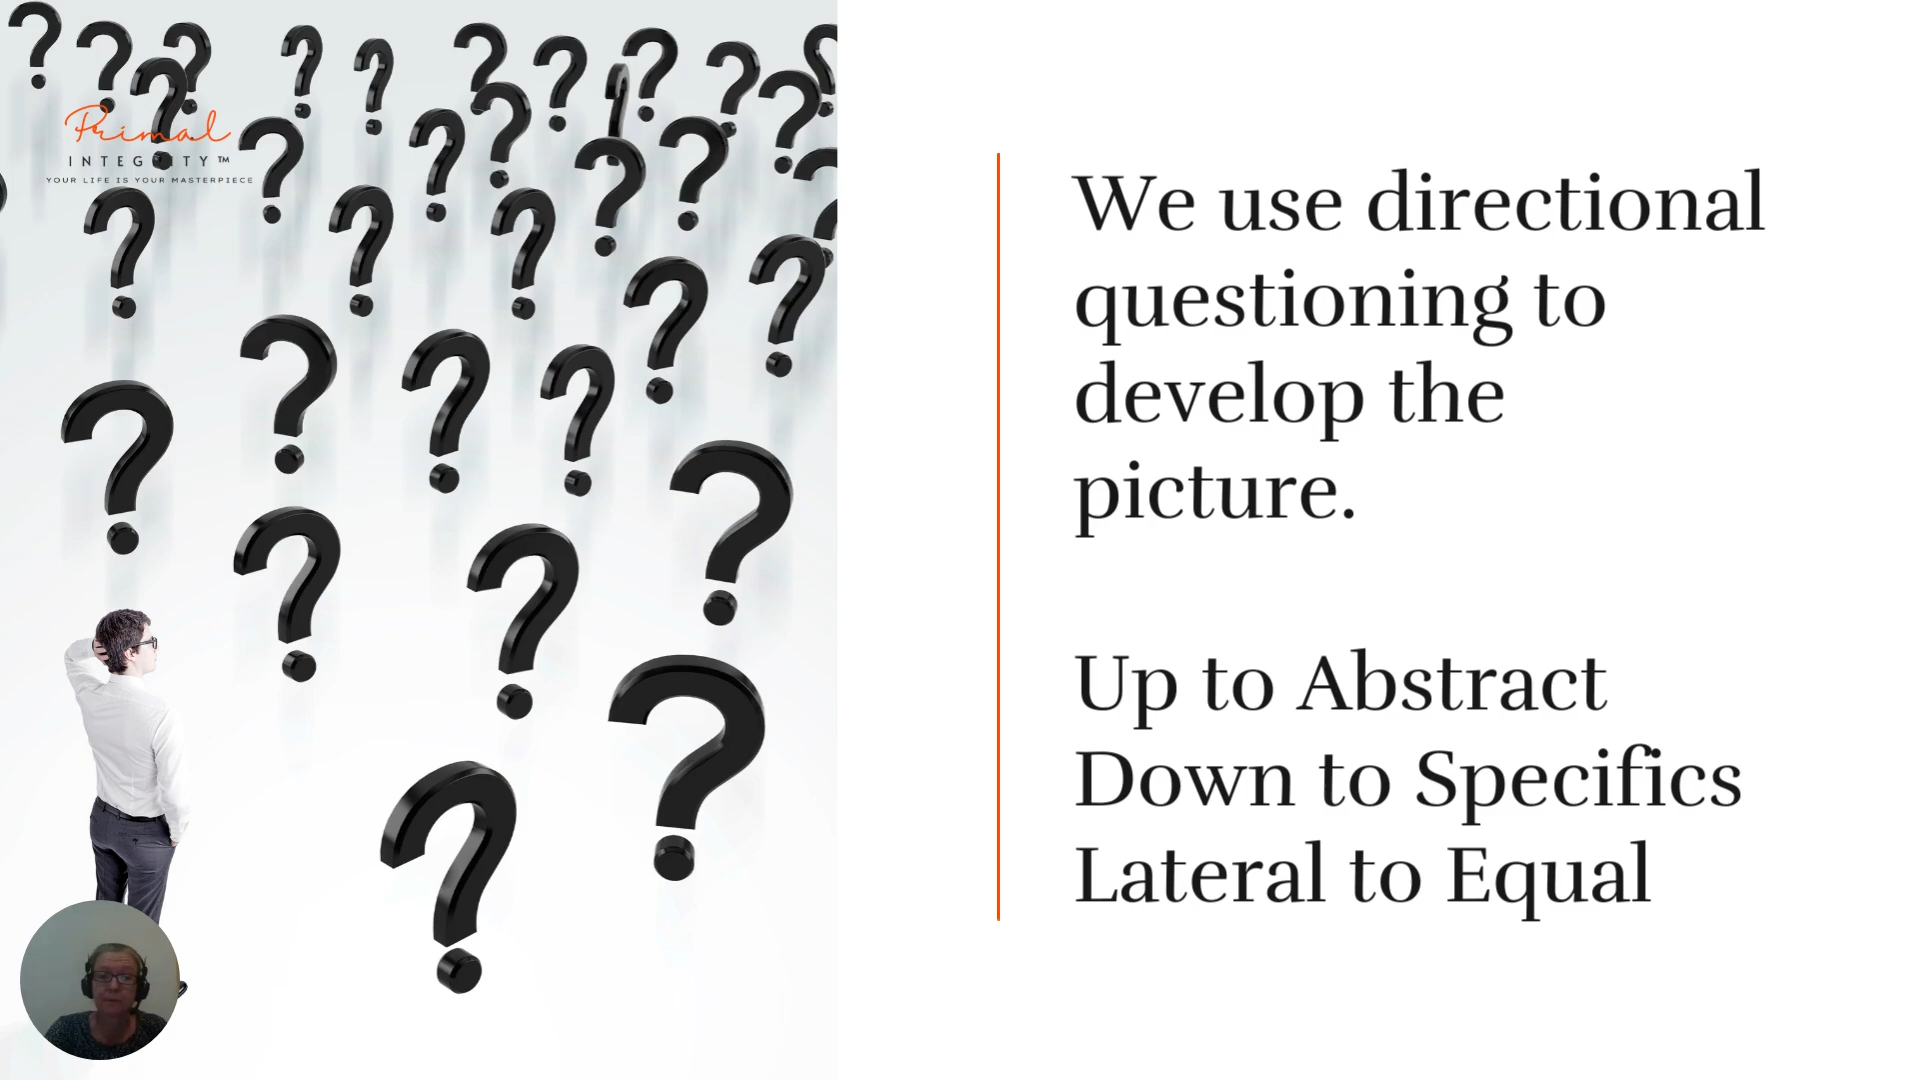 Primal
INTEGRITY™
YOUR LIFE IS YOUR MASTERPIECE
We use directional
questioning to
develop the
picture.
Up to Abstract
Down to Specifics
Lateral to Equal